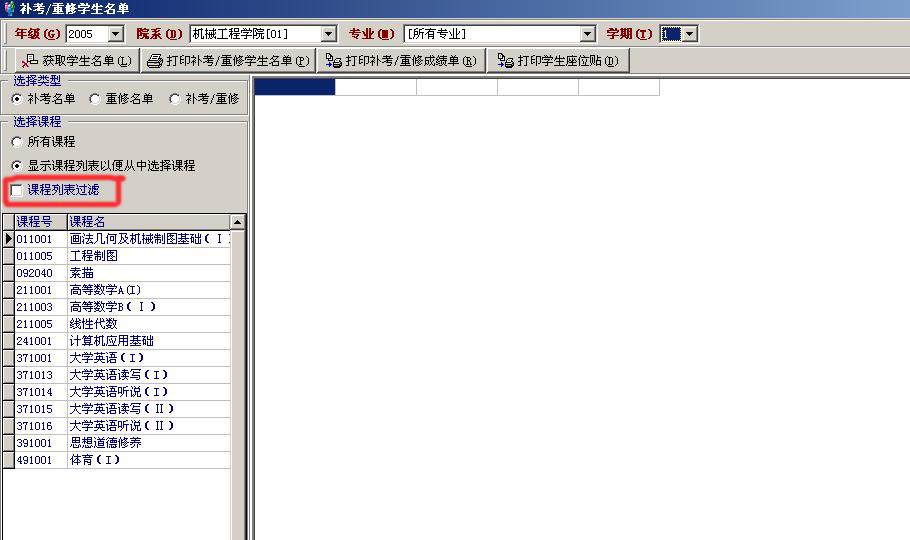 补考/重修学生名单
年级(G) 2005 院系(D) 机械工程学院[01] 专业(M) [所有专业] 学期(T) I
获取学生名单(L) 打印补考/重修学生名单(P) 打印补考/重修成绩单(R) 打印学生座位贴(D)
选择类型
补考名单 重修名单 补考/重修
选择课程
所有课程
显示课程列表以便从中选择课程
课程列表过滤
课程号 课程名
011001 画法几何及机械制图基础(Ⅰ)
011005 工程制图
092040 素描
211001 高等数学A(I)
211003 高等数学B(Ⅰ)
211005 线性代数
241001 计算机应用基础
371001 大学英语(I)
371013 大学英语读写(I)
371014 大学英语听说(I)
371015 大学英语读写(Ⅱ)
371016 大学英语听说(Ⅱ)
391001 思想道德修养
491001 体育(I)